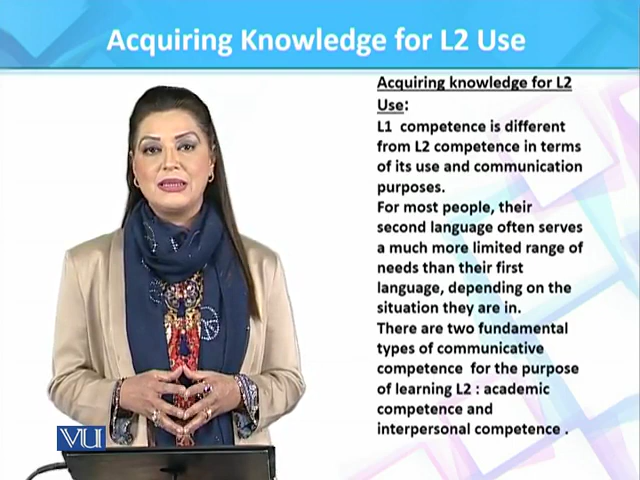 Acquiring Knowledge for L2 Use
Acquiring knowledge for L2
Use:
L1 competence is different
from L2 competence in terms
of its use and communication
purposes.
For most people, their
second language often serves
a much more limited range of
needs than their first
language, depending on the
situation they are in.
There are two fundamental
types of communicative
competence for the purpose
of learning L2 : academic
competence and
interpersonal competence .
VU